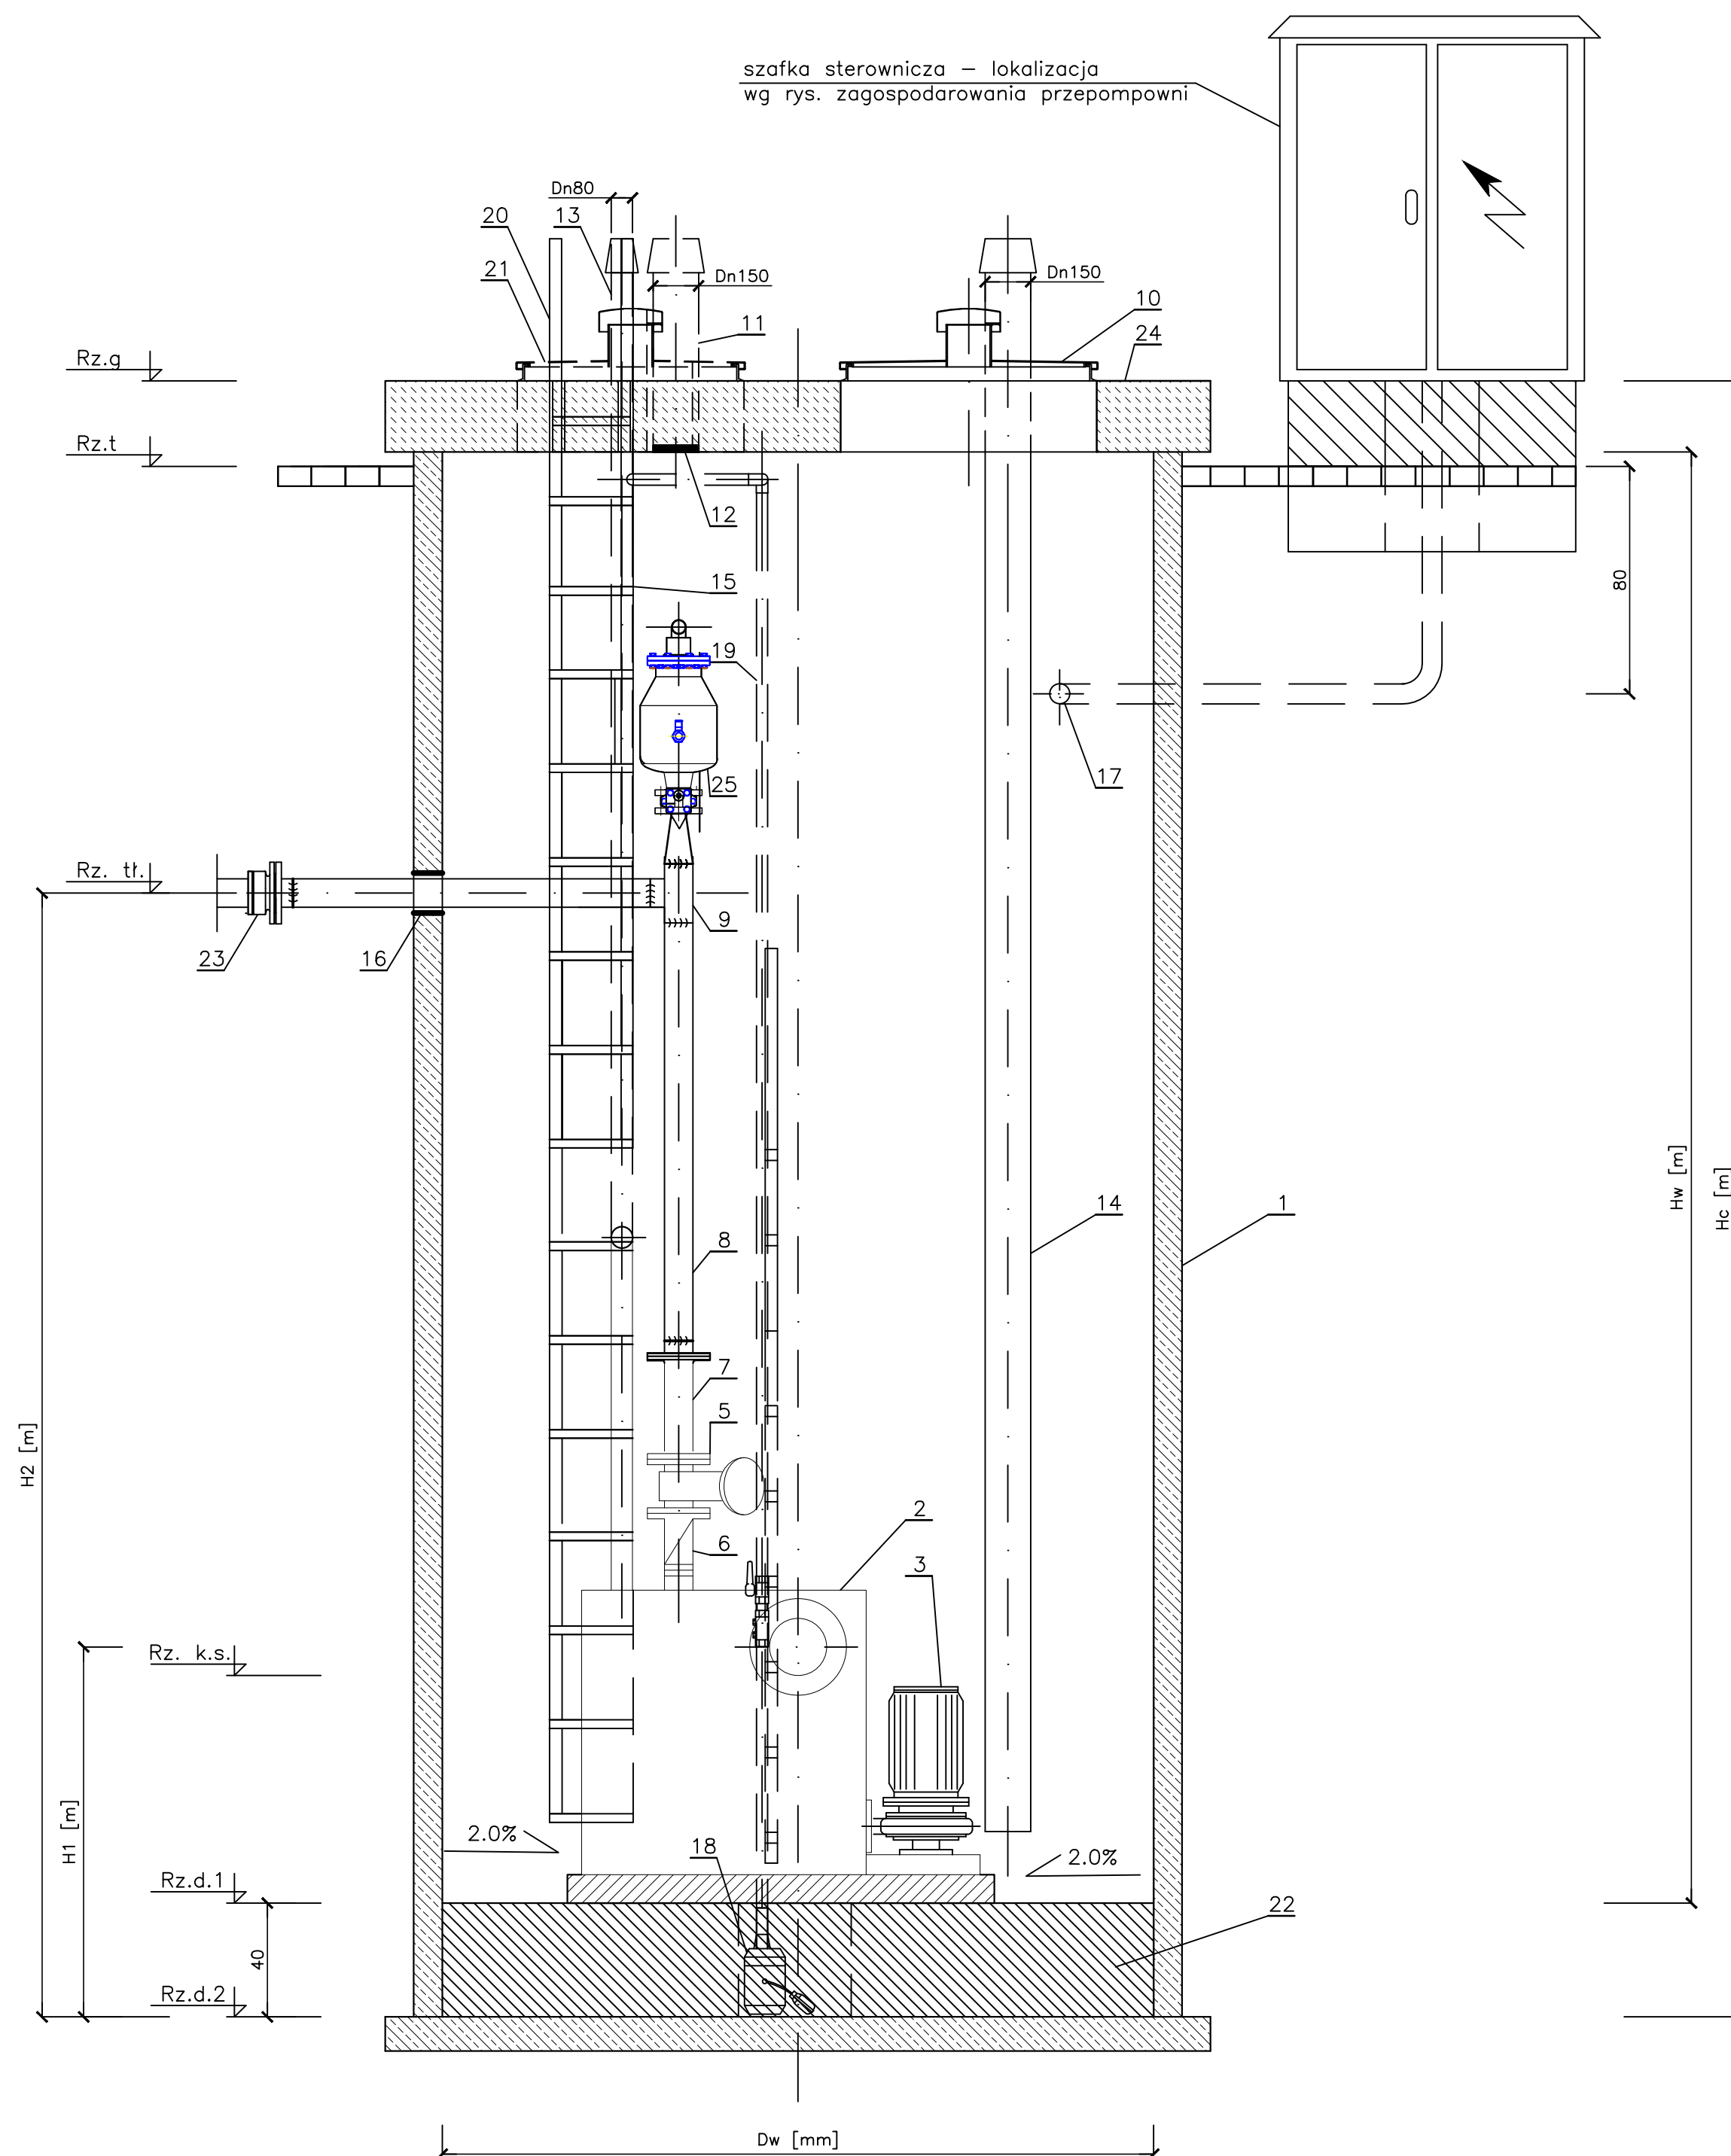 szafka sterownicza – lokalizacja
wg rys. zagospodarowania przepompowni
Dn80
20
13
21
Dn150
Dn150
11
10
24
Rz.g
Rz.t
12
15
80
19
25
17
Rz. tł.
9
23
16
Hw [m]
Hc [m]
14
1
8
7
5
H2 [m]
2
6
3
Rz. k.s.
H1 [m]
2.0%
18
2.0%
Rz.d.1
22
40
Rz.d.2
Dw [mm]